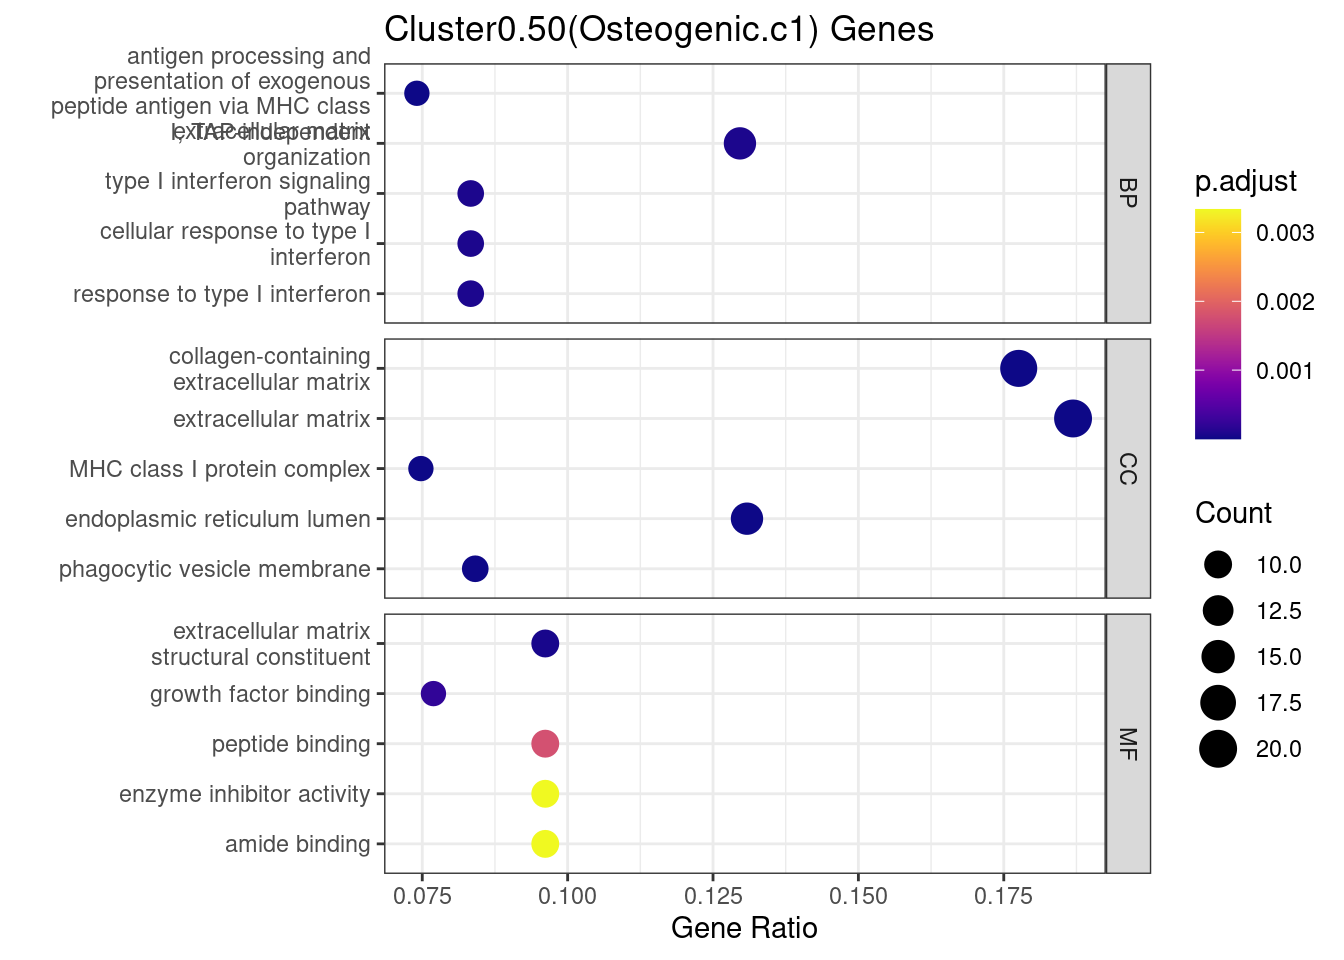 Cluster0.50(Osteogenic.c1) Genes
antigen processing and
presentation of exogenous
peptide antigen via MHC class
I, TAP-independent
extracellular matrix
organization
type I interferon signaling
pathway
cellular response to type I
interferon
response to type I interferon
BP
collagen-containing
extracellular matrix
extracellular matrix
MHC class I protein complex
endoplasmic reticulum lumen
phagocytic vesicle membrane
CC
extracellular matrix
structural constituent
growth factor binding
peptide binding
enzyme inhibitor activity
amide binding
MF
0.075 0.100 0.125 0.150 0.175
Gene Ratio
p.adjust
0.003
0.002
0.001
Count
10.0
12.5
15.0
17.5
20.0